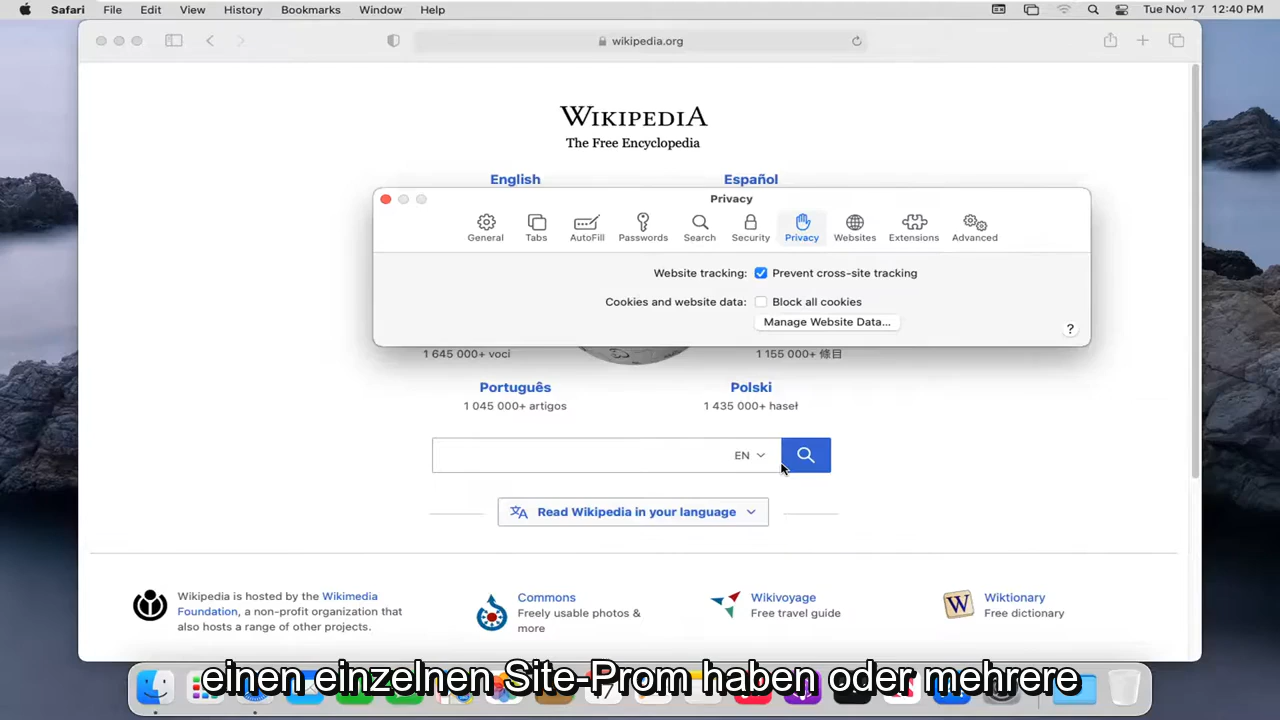 Safari File Edit View History Bookmarks Window Help Tue Nov 17 12:40 PM
wikipedia.org
WIKIPEDIA
The Free Encyclopedia
English Español
Privacy
General Tabs AutoFill Passwords Search Security Privacy Websites Extensions Advanced
Website tracking: Prevent cross-site tracking
Cookies and website data: Block all cookies
Manage Website Data...
?
1 645 000+ voci 1 155 000+ 條目
Português Polski
1 045 000+ artigos 1 435 000+ haseł
EN
Read Wikipedia in your language
Wikipedia is hosted by the Wikimedia
Foundation, a non-profit organization that
also hosts a range of other projects.
Commons
Freely usable photos &
more
Wikivoyage
Free travel guide
W
Wiktionary
Free dictionary
einen einzelnen Site-Prom haben oder mehrere